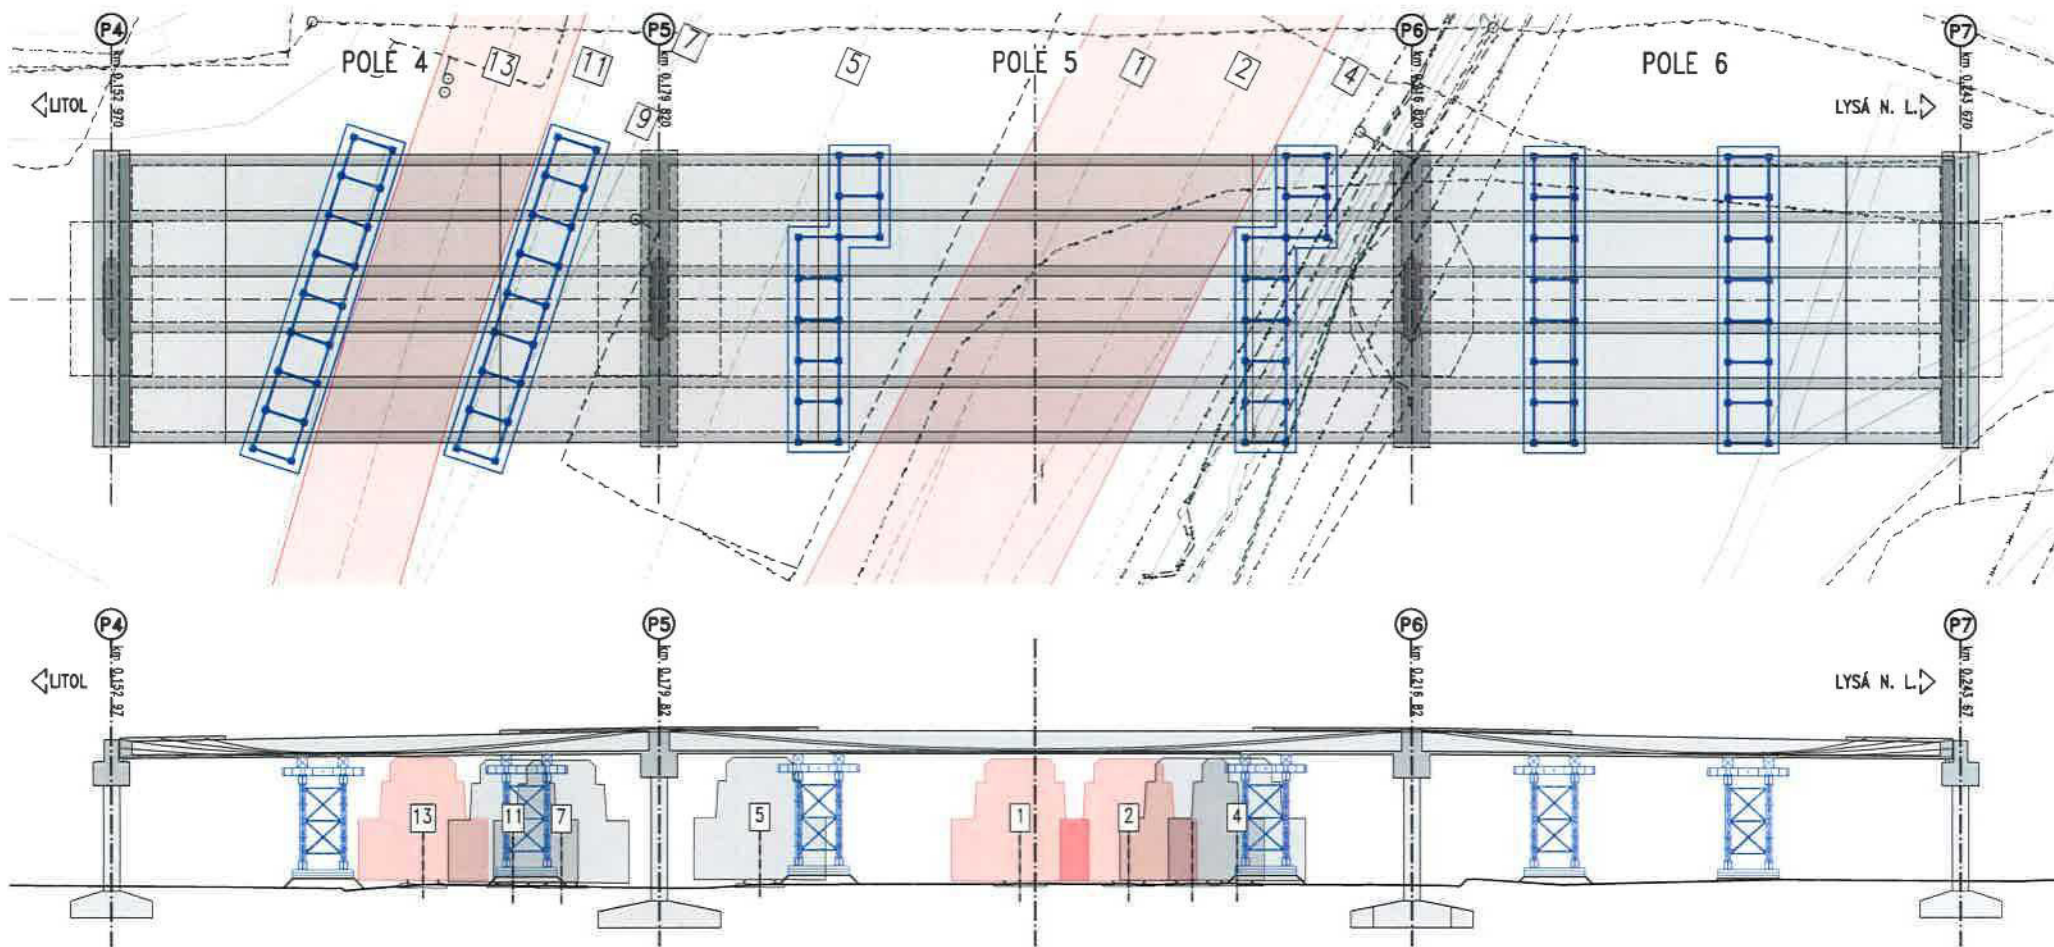 P4
P5
P6
P7
km 0.152 970
km 0.179 820
km 0.216 820
km 0.243 670
POLE 4
POLE 5
POLE 6
13
11
9
7
5
1
2
4
LITOL
LYSÁ N. L.
P4
P5
P6
P7
km 0.152 97
km 0.179 82
km 0.216 82
km 0.243 67
LITOL
LYSÁ N. L.
13
11
7
5
1
2
4